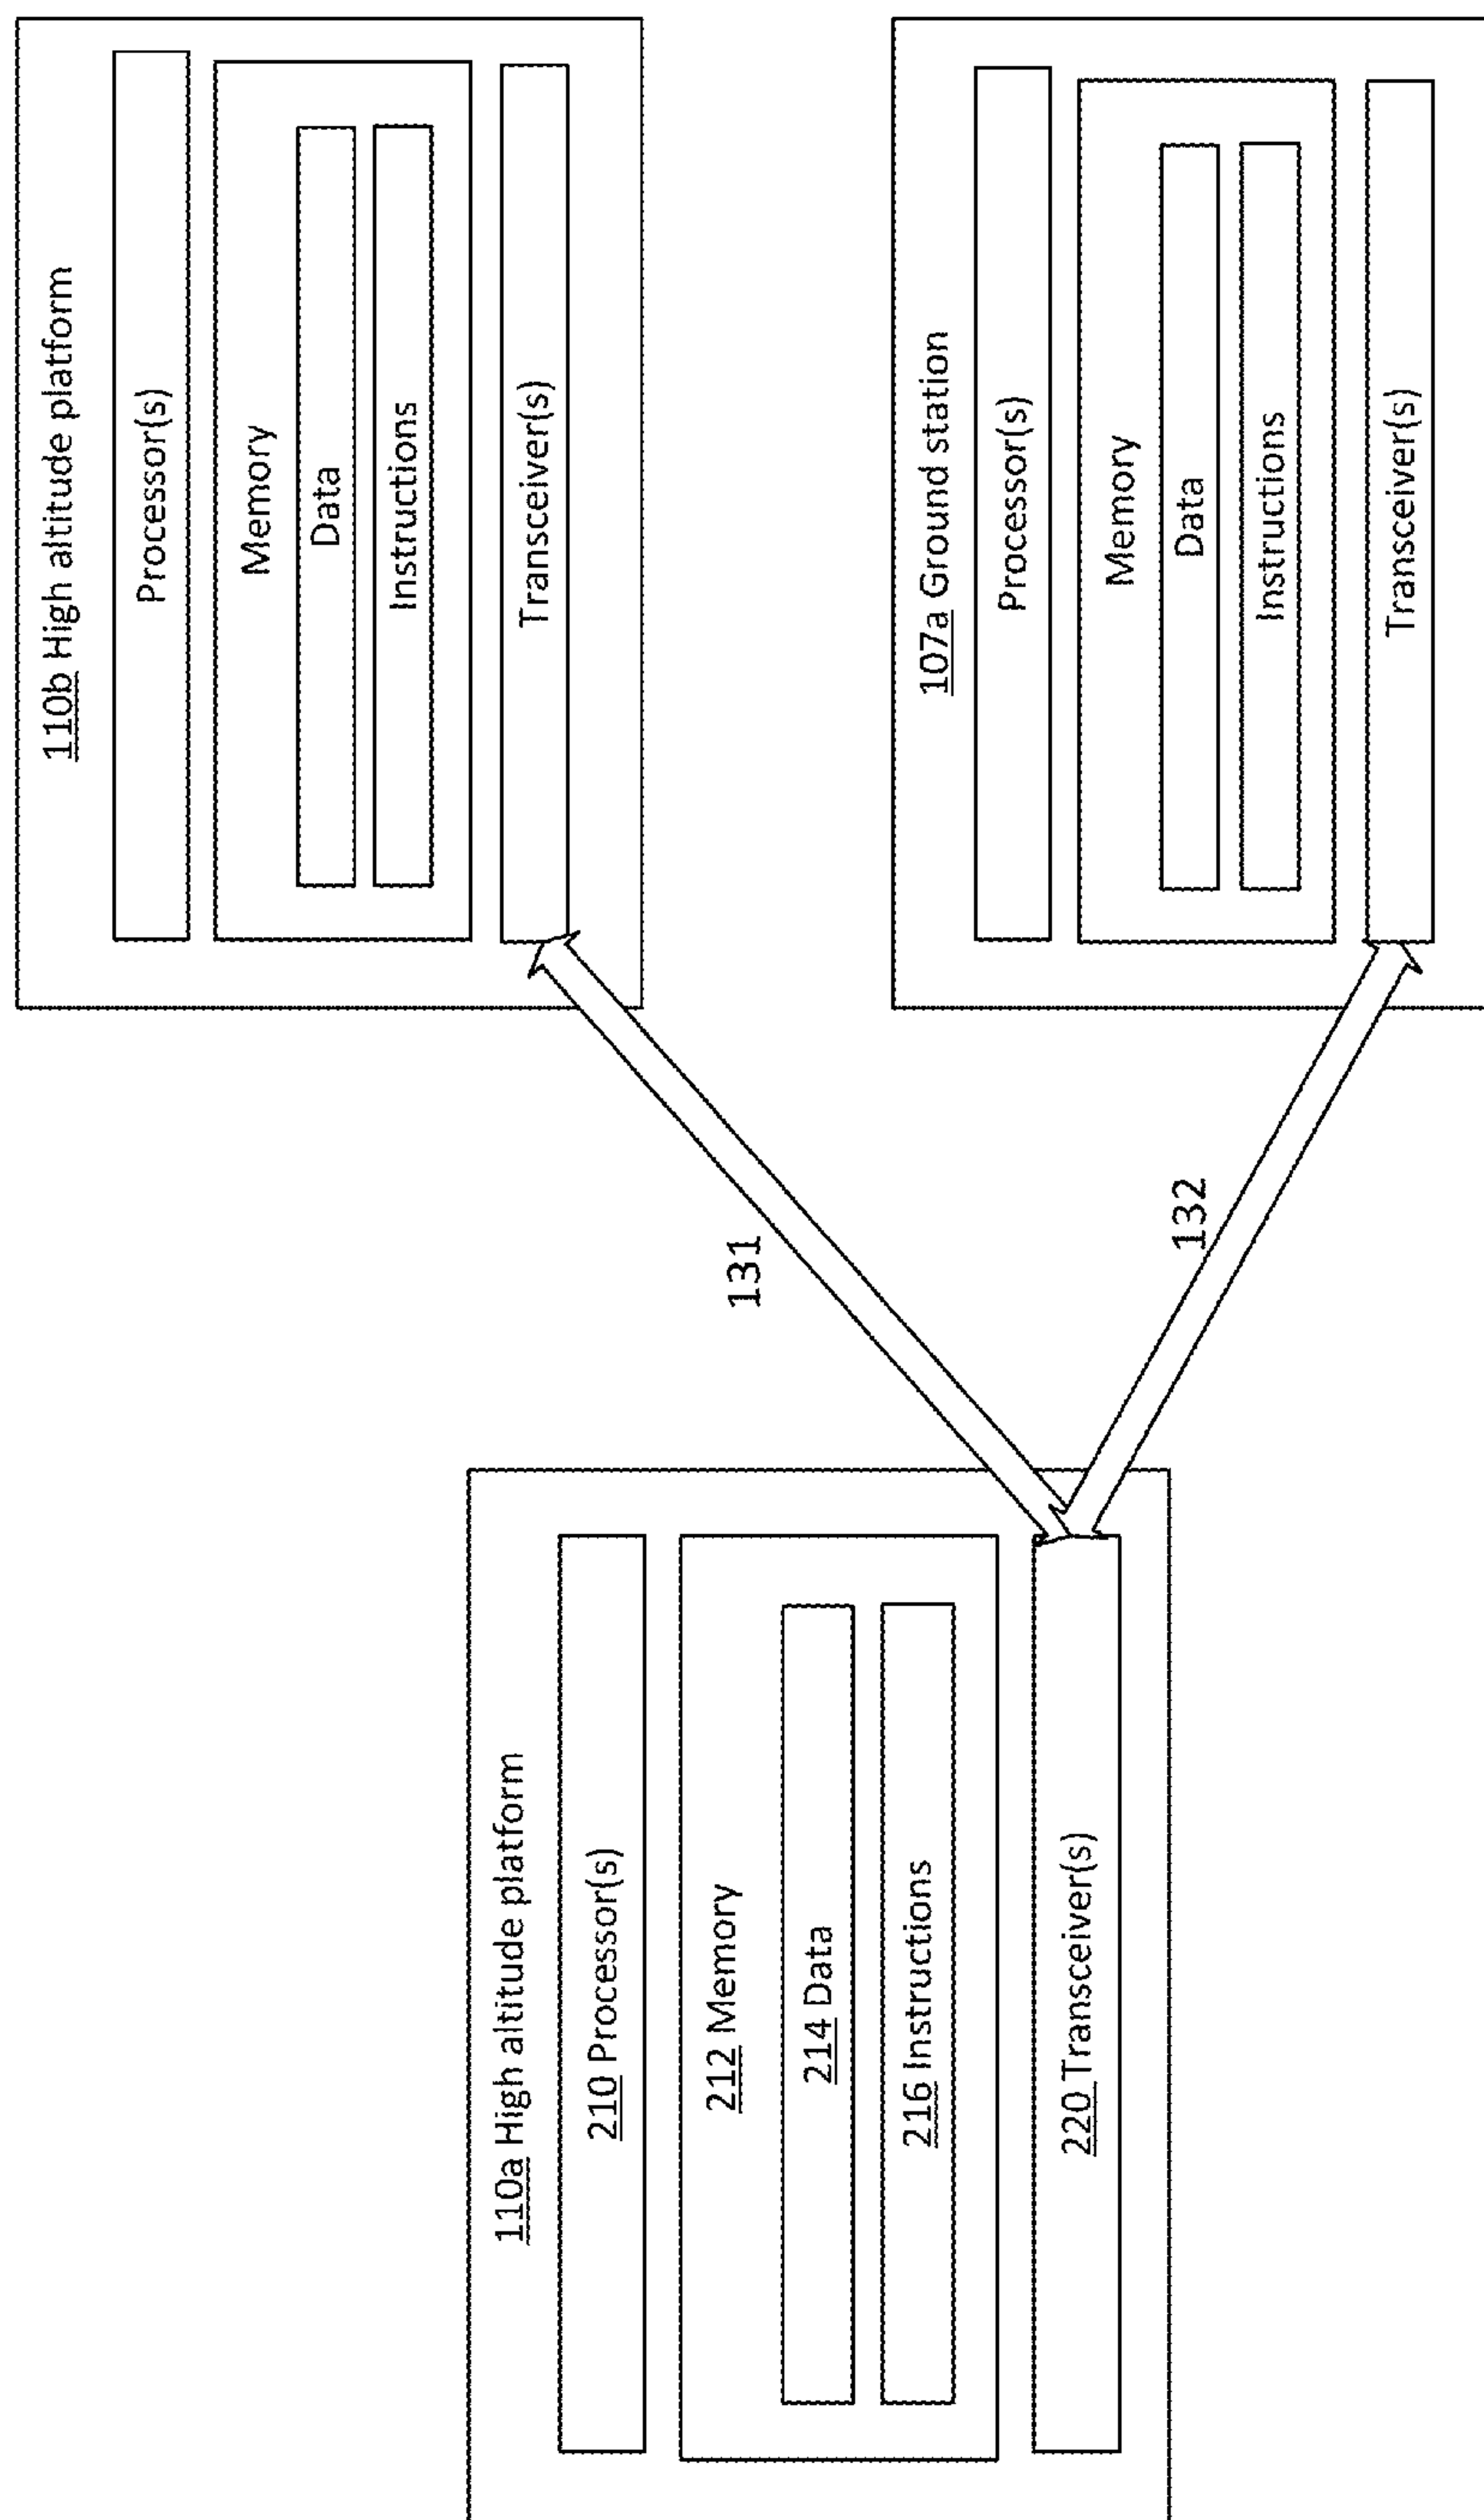 110a High altitude platform
210 Processor(s)
212 Memory
214 Data
216 Instructions
220 Transceiver(s)
131
132
110b High altitude platform
Processor(s)
Memory
Data
Instructions
Transceiver(s)
107a Ground station
Processor(s)
Memory
Data
Instructions
Transceiver(s)